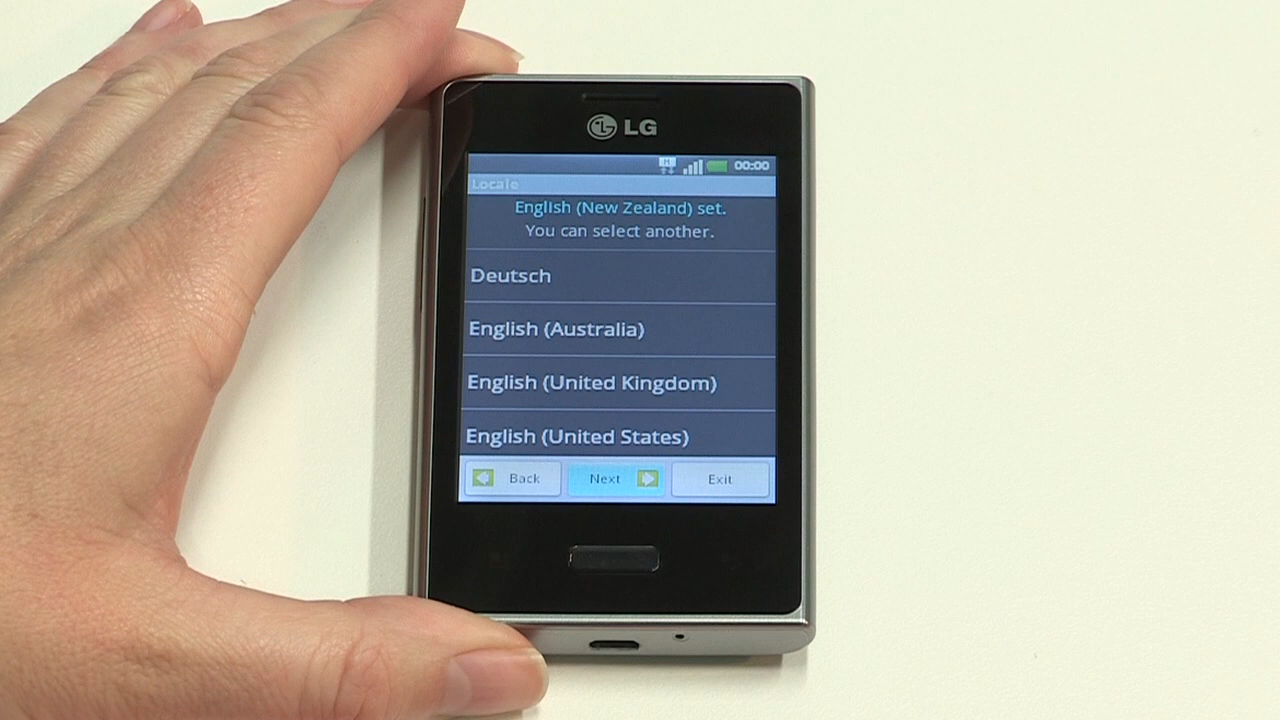 LG
H 00:00
Locale
English (New Zealand) set.
You can select another.
Deutsch
English (Australia)
English (United Kingdom)
English (United States)
Back Next Exit